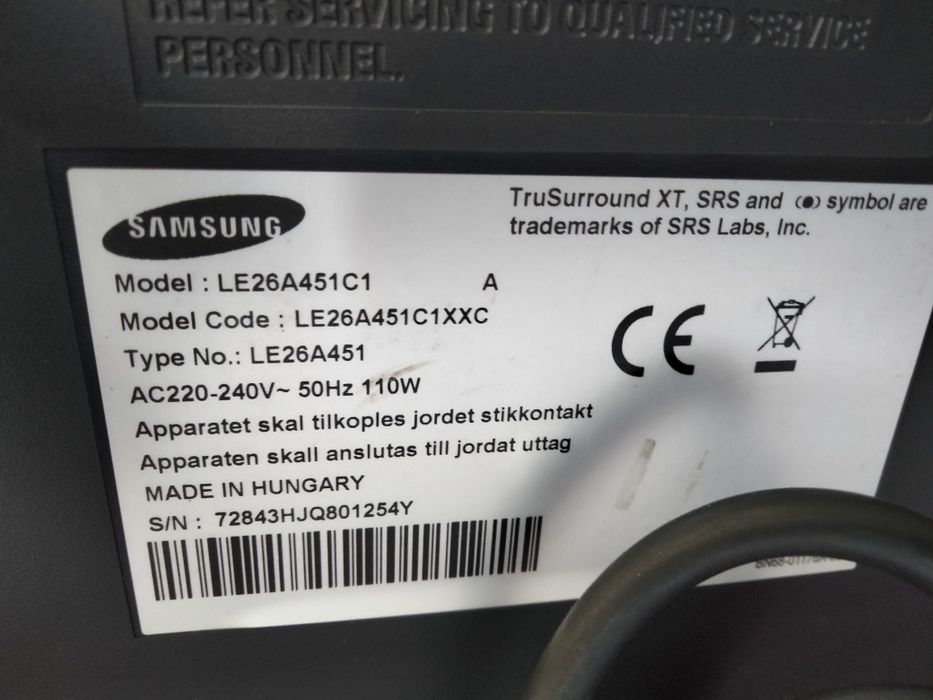 REFER SERVICING TO QUALIFIED SERVICE
PERSONNEL.
SAMSUNG
TruSurround XT, SRS and (●) symbol are
trademarks of SRS Labs, Inc.
Model : LE26A451C1 A
Model Code : LE26A451C1XXC
Type No.: LE26A451
AC220-240V~ 50Hz 110W
Apparatet skal tilkoples jordet stikkontakt
Apparaten skall anslutas till jordat uttag
MADE IN HUNGARY
S/N : 72843HJQ801254Y
CE